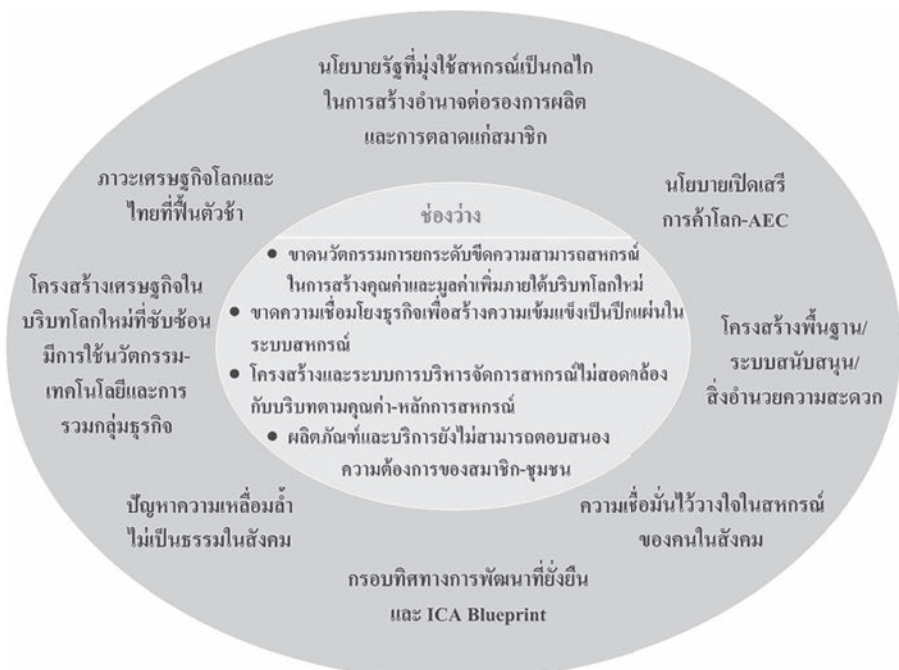 นโยบายรัฐที่มุ่งใช้สหกรณ์เป็นกลไก
ในการสร้างอำนาจต่อรองการผลิต
และการตลาดแก่สมาชิก
ภาวะเศรษฐกิจโลกและ
ไทยที่ฟื้นตัวช้า
นโยบายเปิดเสรี
การค้าโลก-AEC
ช่องว่าง
● ขาดนวัตกรรมการยกระดับขีดความสามารถสหกรณ์
ในการสร้างคุณค่าและมูลค่าเพิ่มภายใต้บริบทโลกใหม่
● ขาดความเชื่อมโยงธุรกิจเพื่อสร้างความเข้มแข็งเป็นปึกแผ่นใน
ระบบสหกรณ์
● โครงสร้างและระบบการบริหารจัดการสหกรณ์ไม่สอดคล้อง
กับบริบทตามคุณค่า-หลักการสหกรณ์
● ผลิตภัณฑ์และบริการยังไม่สามารถตอบสนอง
ความต้องการของสมาชิก-ชุมชน
โครงสร้างเศรษฐกิจใน
บริบทโลกใหม่ที่ซับซ้อน
มีการใช้นวัตกรรม-
เทคโนโลยีและการ
รวมกลุ่มธุรกิจ
โครงสร้างพื้นฐาน/
ระบบสนับสนุน/
สิ่งอำนวยความสะดวก
ปัญหาความเหลื่อมล้ำ
ไม่เป็นธรรมในสังคม
ความเชื่อมั่นไว้วางใจในสหกรณ์
ของคนในสังคม
กรอบทิศทางการพัฒนาที่ยั่งยืน
และ ICA Blueprint